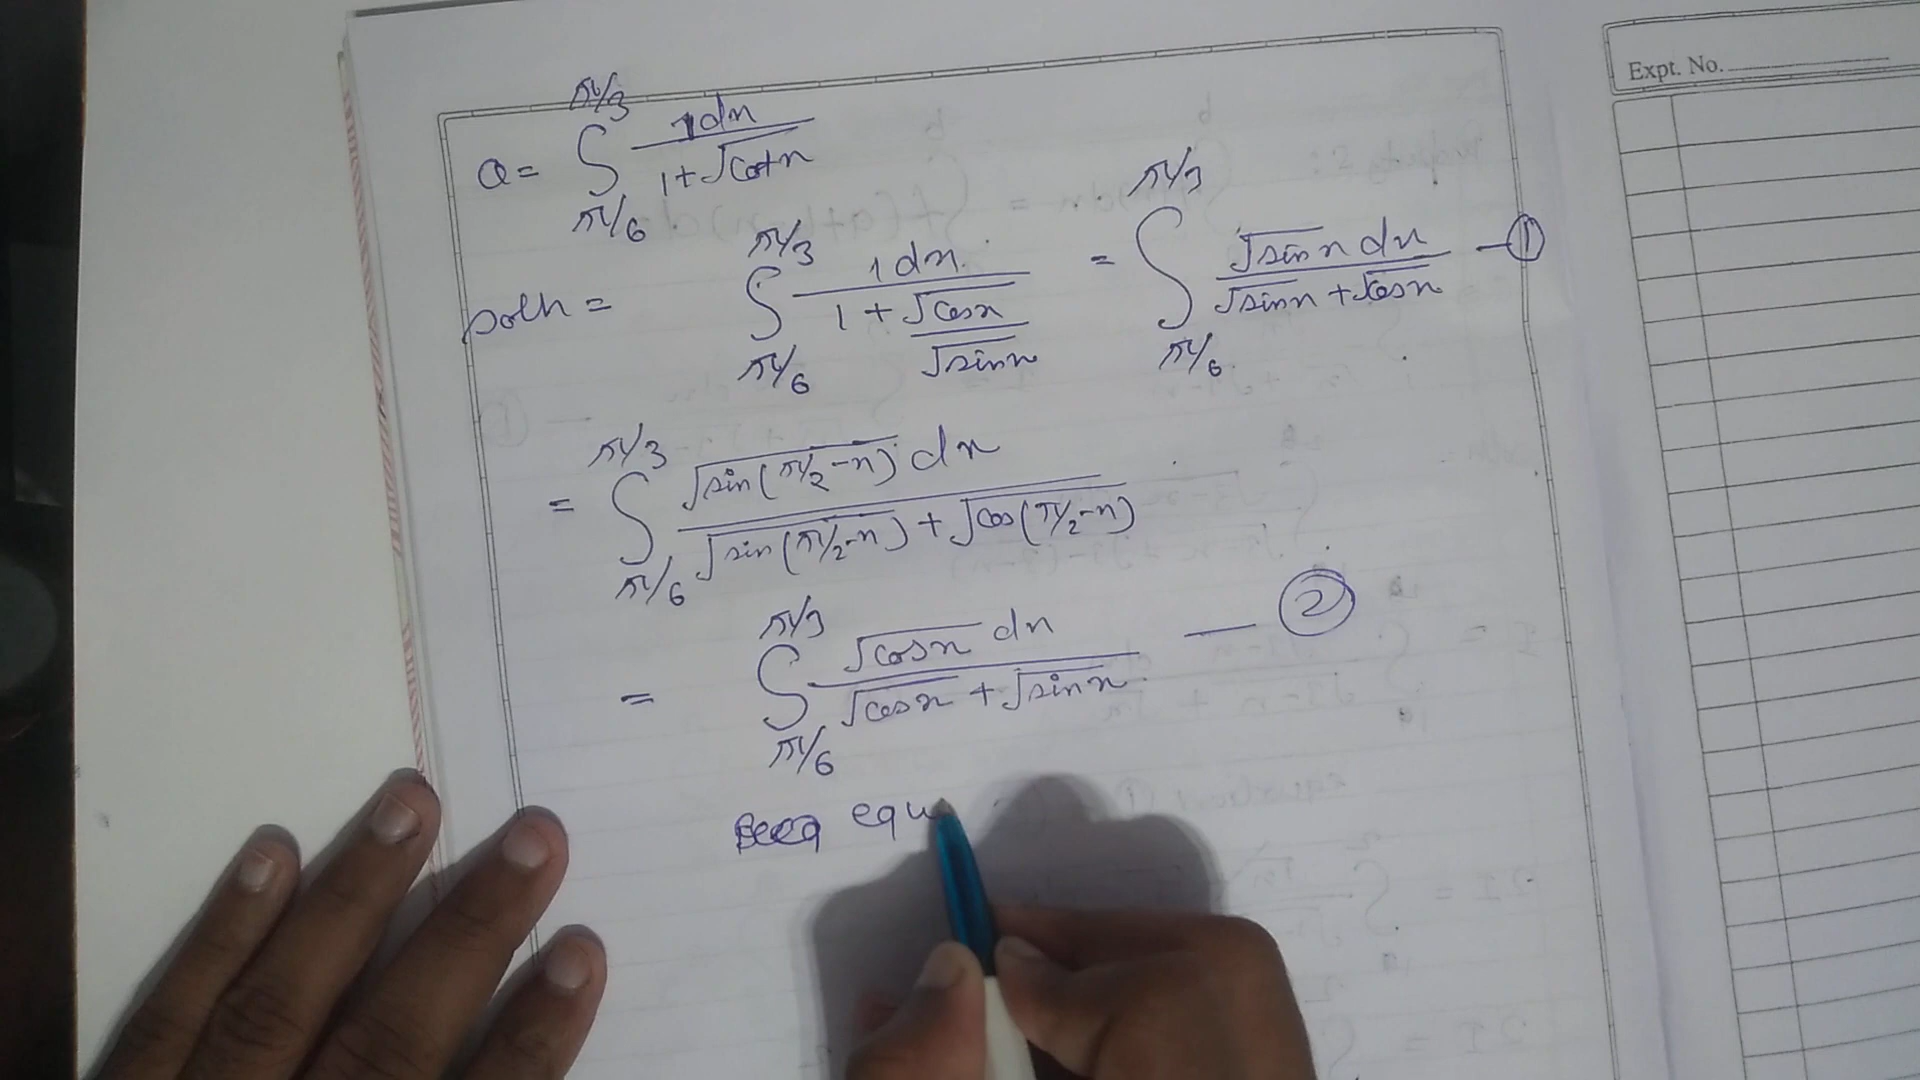 Expt. No.
Q = ∫_{π/6}^{π/3} 1dx / (1+√cotx)
soln = ∫_{π/6}^{π/3} 1dx / (1+√cosx/√sinx) = ∫_{π/6}^{π/3} √sinx dx / (√sinx+√cosx) — ①
= ∫_{π/6}^{π/3} √sin(π/2-x) dx / (√sin(π/2-x) + √cos(π/2-x))
= ∫_{π/6}^{π/3} √cosx dx / (√cosx + √sinx) — ②
equ